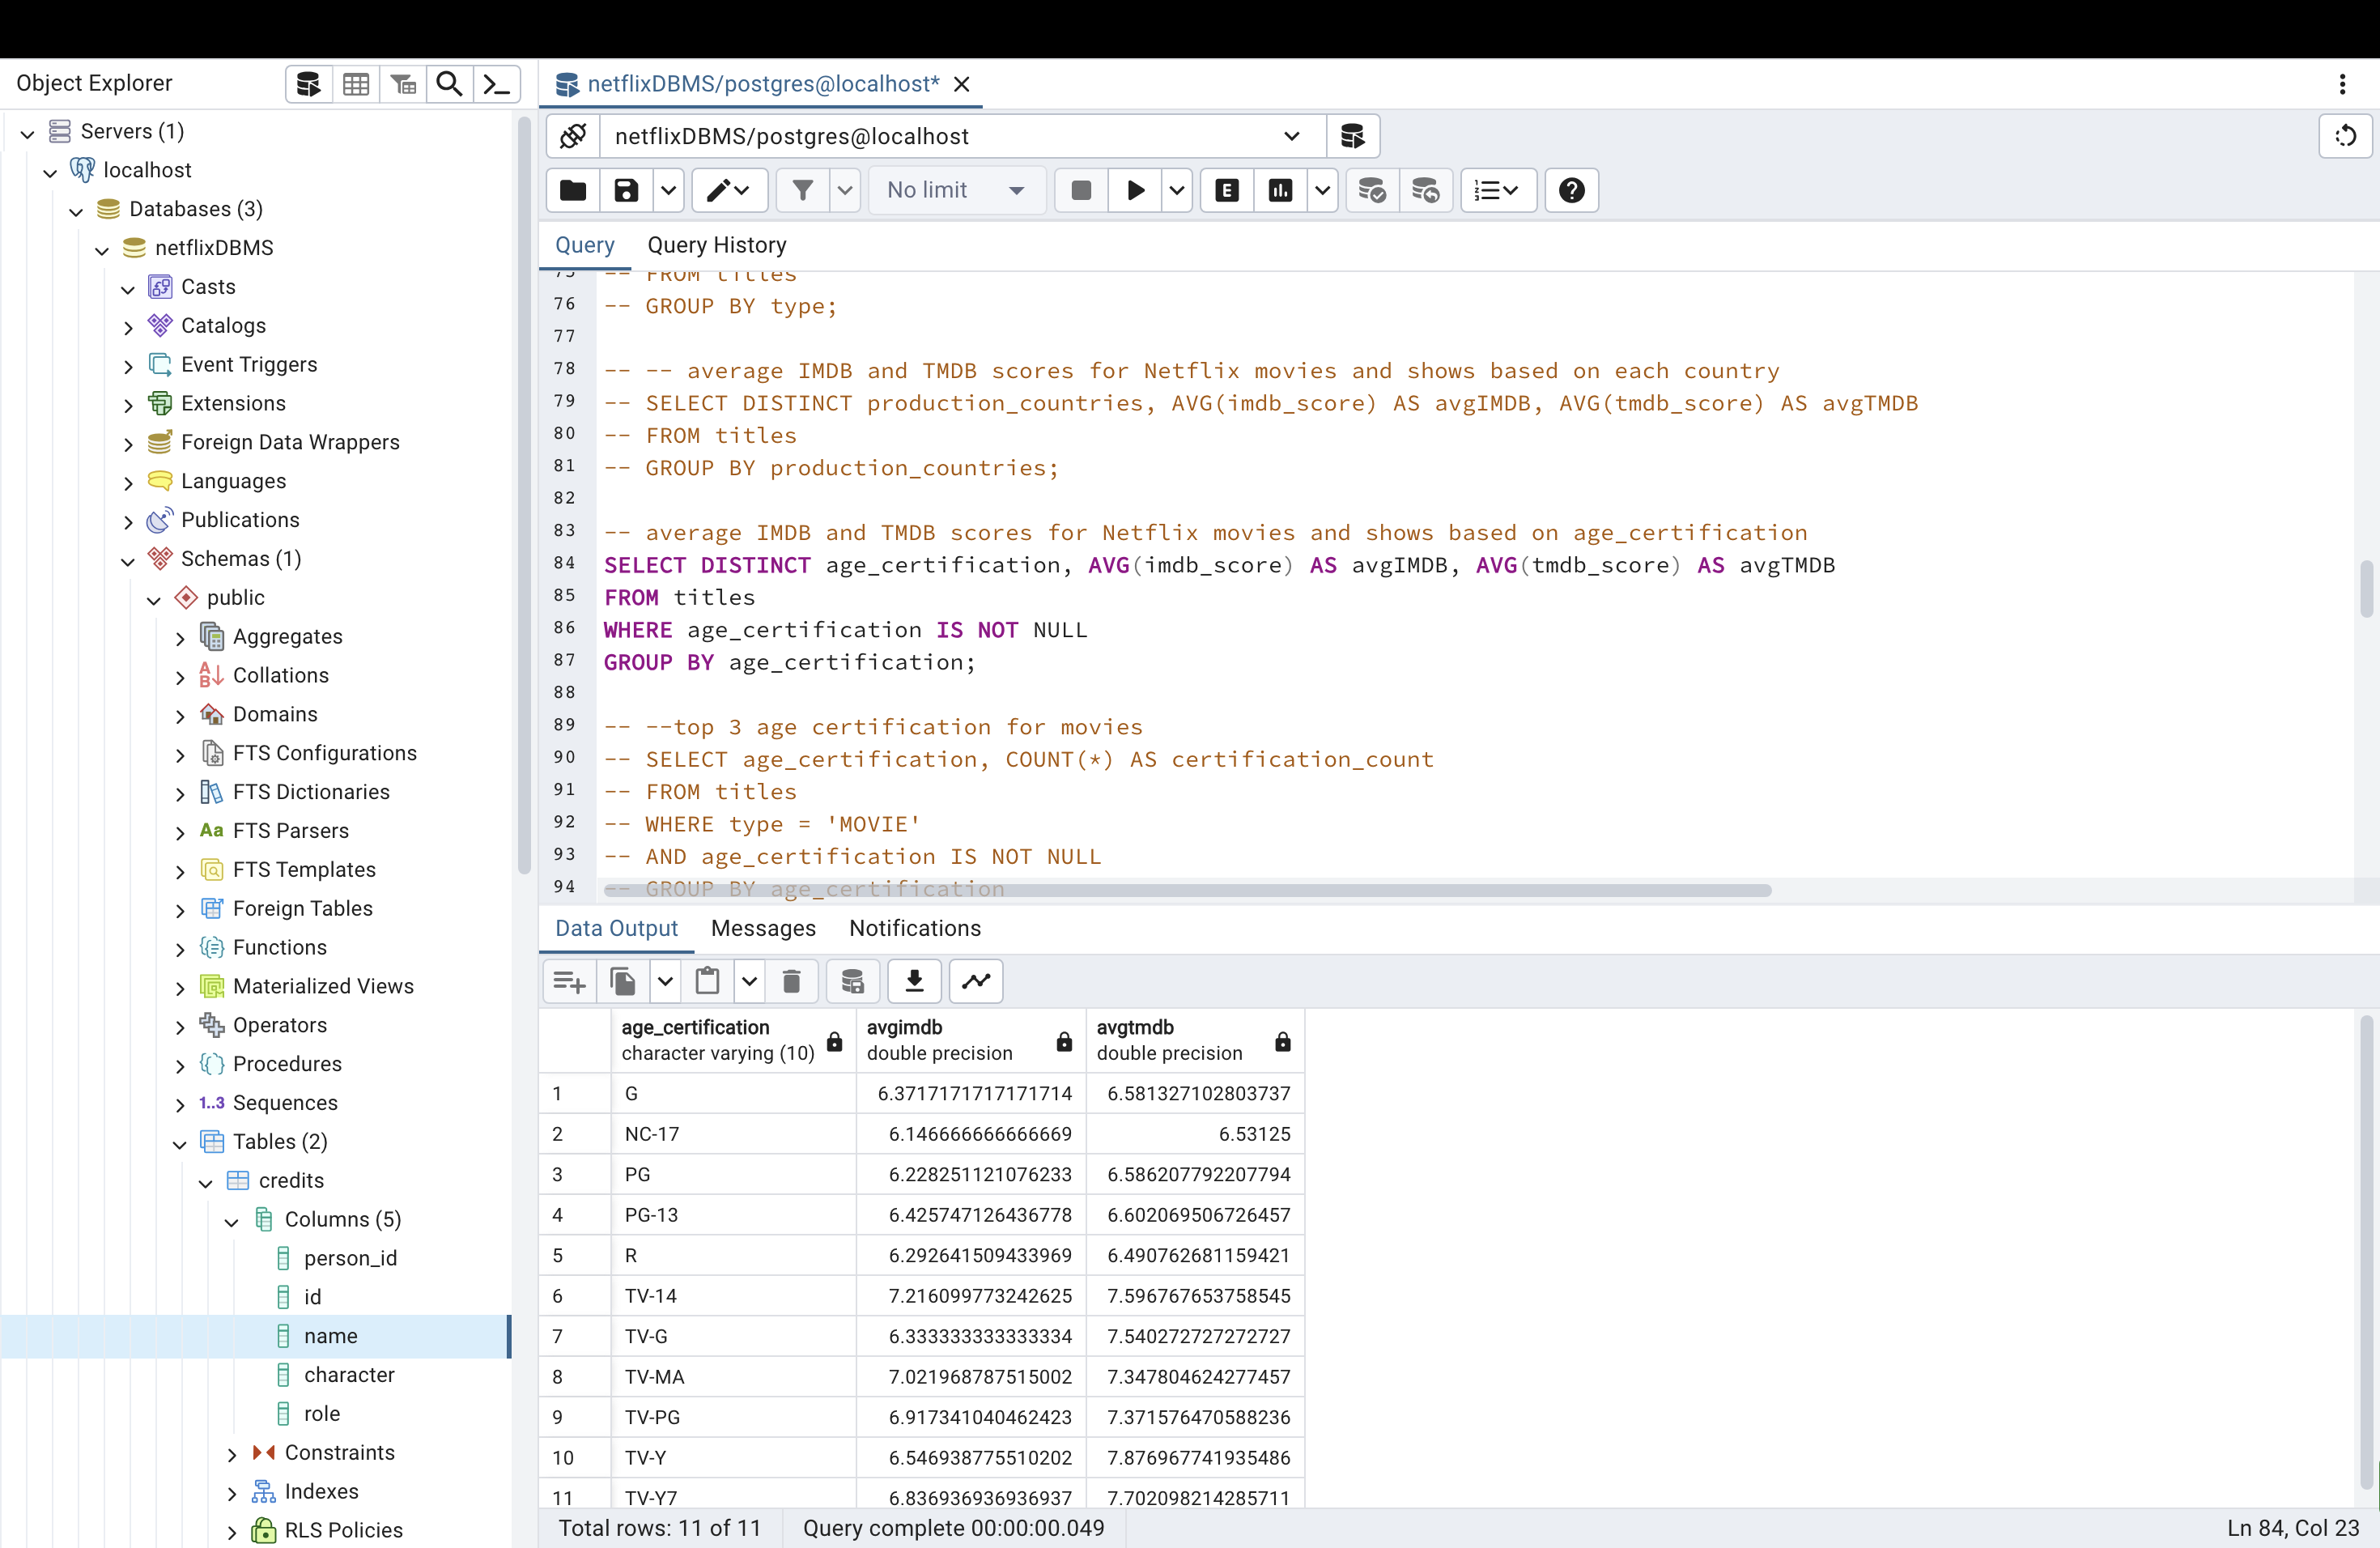 Object Explorer
Servers (1)
localhost
Databases (3)
netflixDBMS
Casts
Catalogs
Event Triggers
Extensions
Foreign Data Wrappers
Languages
Publications
Schemas (1)
public
Aggregates
Collations
Domains
FTS Configurations
FTS Dictionaries
Aa FTS Parsers
FTS Templates
Foreign Tables
Functions
Materialized Views
Operators
Procedures
1..3 Sequences
Tables (2)
credits
Columns (5)
person_id
id
name
character
role
Constraints
Indexes
RLS Policies
netflixDBMS/postgres@localhost*
netflixDBMS/postgres@localhost
No limit
E
Query Query History
75 -- FROM titles
76 -- GROUP BY type;
77
78 -- -- average IMDB and TMDB scores for Netflix movies and shows based on each country
79 -- SELECT DISTINCT production_countries, AVG(imdb_score) AS avgIMDB, AVG(tmdb_score) AS avgTMDB
80 -- FROM titles
81 -- GROUP BY production_countries;
82
83 -- average IMDB and TMDB scores for Netflix movies and shows based on age_certification
84 SELECT DISTINCT age_certification, AVG(imdb_score) AS avgIMDB, AVG(tmdb_score) AS avgTMDB
85 FROM titles
86 WHERE age_certification IS NOT NULL
87 GROUP BY age_certification;
88
89 -- --top 3 age certification for movies
90 -- SELECT age_certification, COUNT(*) AS certification_count
91 -- FROM titles
92 -- WHERE type = 'MOVIE'
93 -- AND age_certification IS NOT NULL
94 -- GROUP BY age_certification
Data Output Messages Notifications
age_certification avgimdb avgtmdb
character varying (10) double precision double precision
1 G 6.3717171717171714 6.581327102803737
2 NC-17 6.146666666666669 6.53125
3 PG 6.228251121076233 6.586207792207794
4 PG-13 6.425747126436778 6.602069506726457
5 R 6.292641509433969 6.490762681159421
6 TV-14 7.216099773242625 7.596767653758545
7 TV-G 6.333333333333334 7.540272727272727
8 TV-MA 7.021968787515002 7.347804624277457
9 TV-PG 6.917341040462423 7.371576470588236
10 TV-Y 6.546938775510202 7.876967741935486
11 TV-Y7 6.836936936936937 7.702098214285711
Total rows: 11 of 11 Query complete 00:00:00.049 Ln 84, Col 23